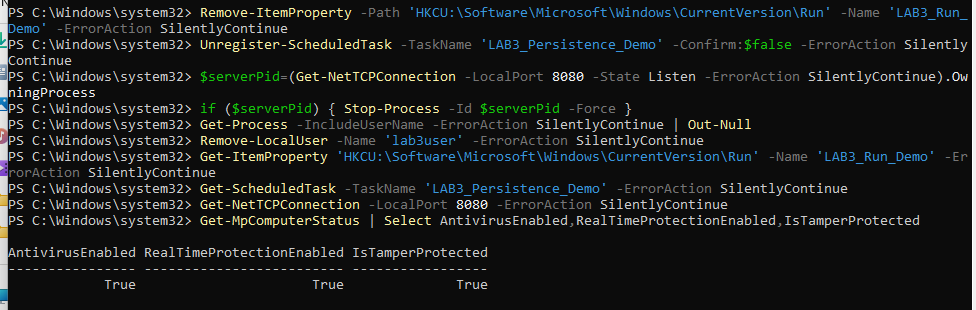 PS C:\Windows\system32> Remove-ItemProperty -Path 'HKCU:\Software\Microsoft\Windows\CurrentVersion\Run' -Name 'LAB3_Run_
Demo' -ErrorAction SilentlyContinue
PS C:\Windows\system32> Unregister-ScheduledTask -TaskName 'LAB3_Persistence_Demo' -Confirm:$false -ErrorAction Silently
Continue
PS C:\Windows\system32> $serverPid=(Get-NetTCPConnection -LocalPort 8080 -State Listen -ErrorAction SilentlyContinue).Ow
ningProcess
PS C:\Windows\system32> if ($serverPid) { Stop-Process -Id $serverPid -Force }
PS C:\Windows\system32> Get-Process -IncludeUserName -ErrorAction SilentlyContinue | Out-Null
PS C:\Windows\system32> Remove-LocalUser -Name 'lab3user' -ErrorAction SilentlyContinue
PS C:\Windows\system32> Get-ItemProperty 'HKCU:\Software\Microsoft\Windows\CurrentVersion\Run' -Name 'LAB3_Run_Demo' -Er
rorAction SilentlyContinue
PS C:\Windows\system32> Get-ScheduledTask -TaskName 'LAB3_Persistence_Demo' -ErrorAction SilentlyContinue
PS C:\Windows\system32> Get-NetTCPConnection -LocalPort 8080 -ErrorAction SilentlyContinue
PS C:\Windows\system32> Get-MpComputerStatus | Select AntivirusEnabled,RealTimeProtectionEnabled,IsTamperProtected
AntivirusEnabled RealTimeProtectionEnabled IsTamperProtected
---------------- ------------------------- -----------------
True True True